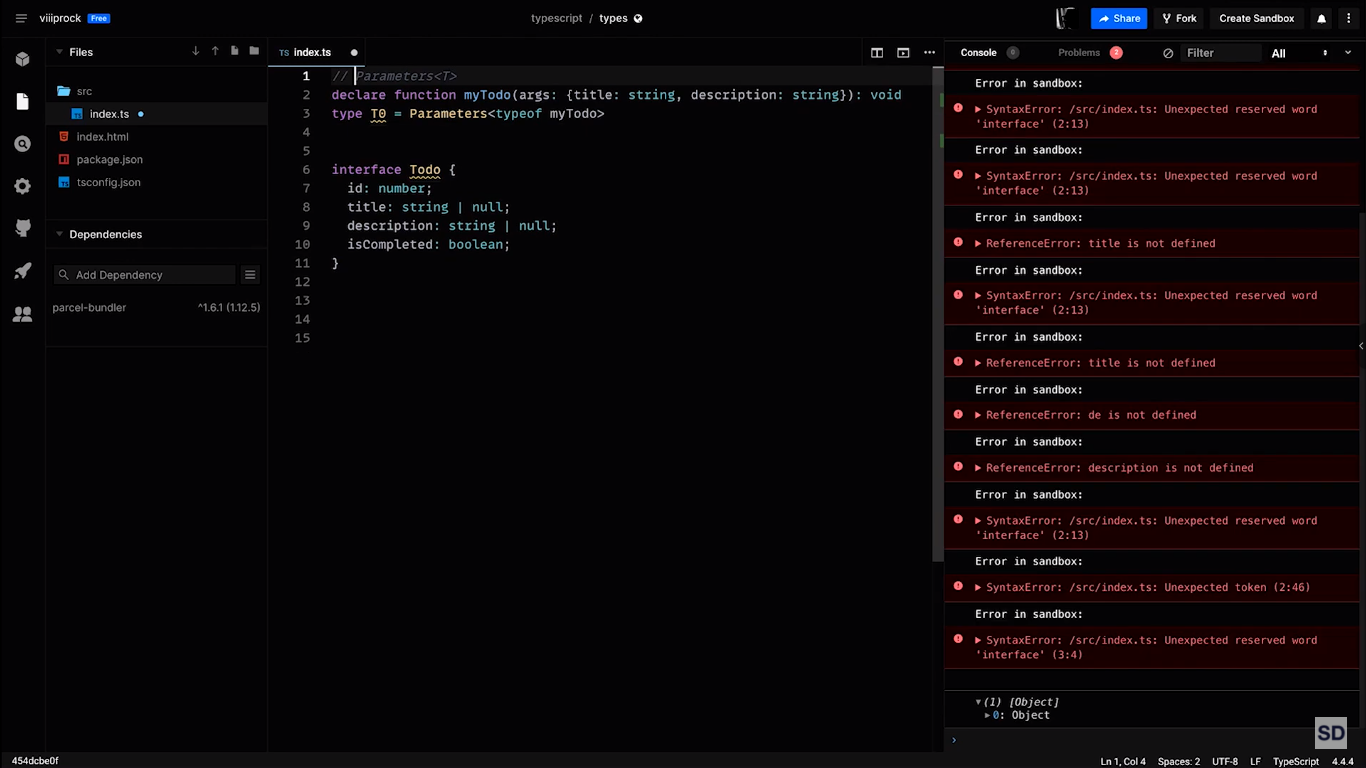 viiiprock Free
typescript / types
Share
Fork
Create Sandbox
Files
src
index.ts
index.html
package.json
tsconfig.json
Dependencies
Add Dependency
parcel-bundler ^1.6.1 (1.12.5)
TS index.ts
1 // Parameters<T>
2 declare function myTodo(args: {title: string, description: string}): void
3 type T0 = Parameters<typeof myTodo>
4
5
6 interface Todo {
7 id: number;
8 title: string | null;
9 description: string | null;
10 isCompleted: boolean;
11 }
12
13
14
15
Console 0 Problems 2 Filter All
Error in sandbox:
SyntaxError: /src/index.ts: Unexpected reserved word
'interface' (2:13)
Error in sandbox:
SyntaxError: /src/index.ts: Unexpected reserved word
'interface' (2:13)
Error in sandbox:
ReferenceError: title is not defined
Error in sandbox:
SyntaxError: /src/index.ts: Unexpected reserved word
'interface' (2:13)
Error in sandbox:
ReferenceError: title is not defined
Error in sandbox:
ReferenceError: de is not defined
Error in sandbox:
ReferenceError: description is not defined
Error in sandbox:
SyntaxError: /src/index.ts: Unexpected reserved word
'interface' (2:13)
Error in sandbox:
SyntaxError: /src/index.ts: Unexpected token (2:46)
Error in sandbox:
SyntaxError: /src/index.ts: Unexpected reserved word
'interface' (3:4)
(1) [Object]
0: Object
SD
454dcbe0f
Ln 1, Col 4 Spaces: 2 UTF-8 LF TypeScript 4.4.4